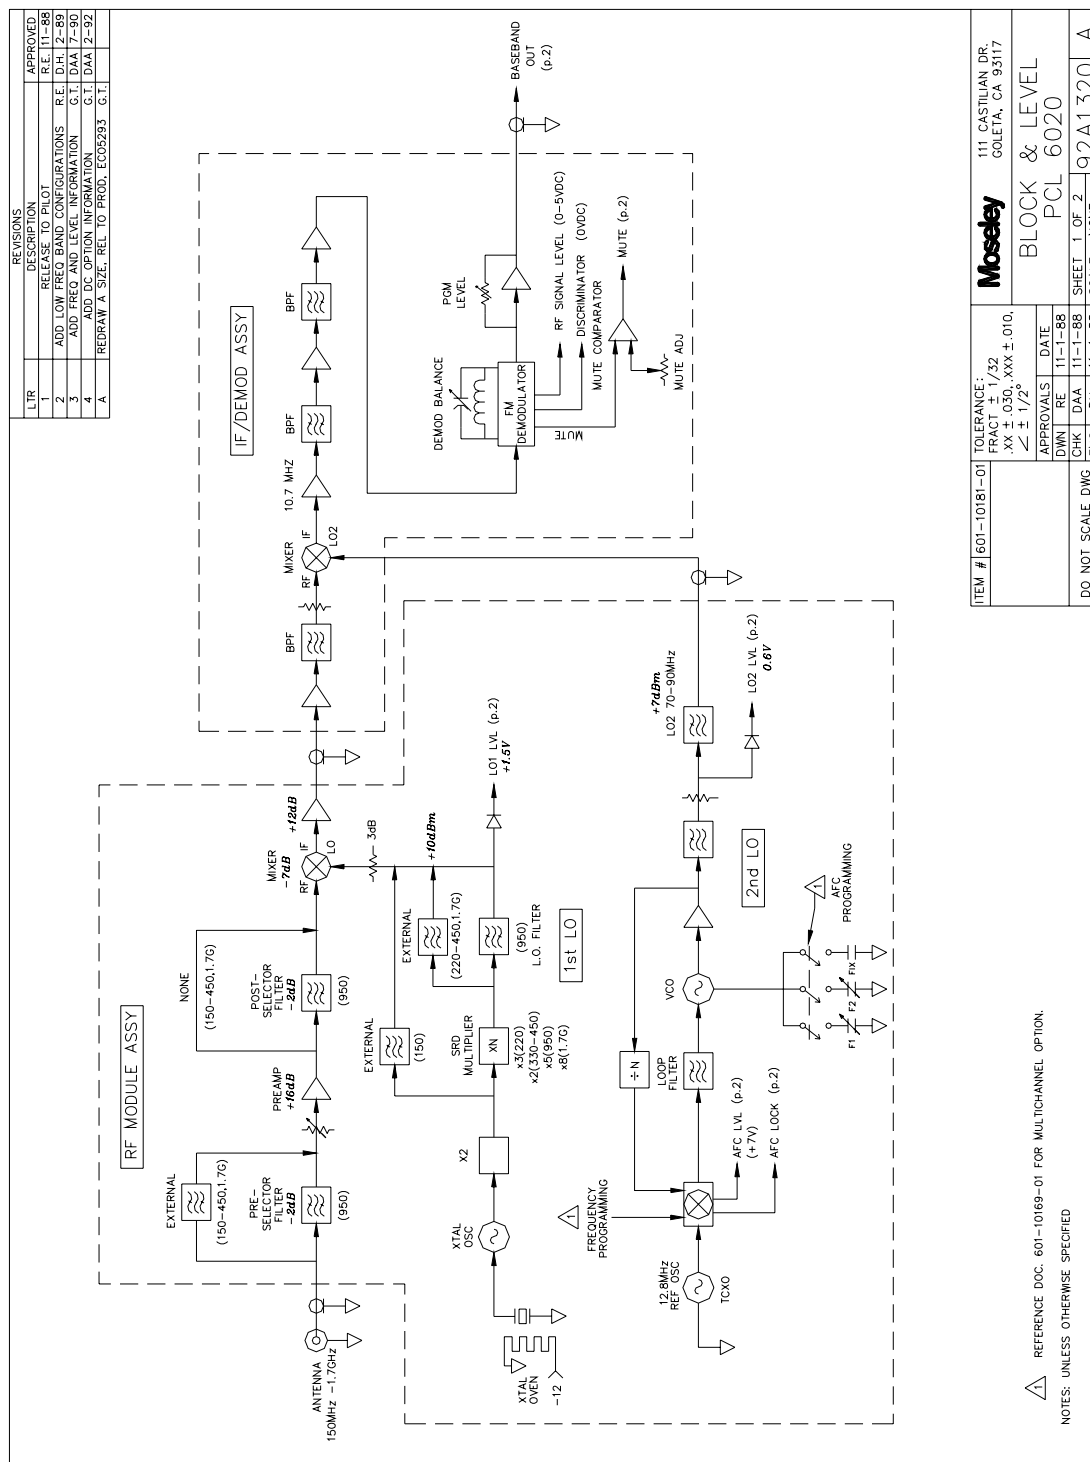 REVISIONS
LTR DESCRIPTION APPROVED
1 RELEASE TO PILOT R.E. 11-88
2 ADD LOW FREQ BAND CONFIGURATIONS R.E. D.H. 2-89
3 ADD FREQ AND LEVEL INFORMATION G.T. DAA 7-90
4 ADD DC OPTION INFORMATION G.T. DAA 2-92
A REDRAW A SIZE, REL TO PROD, ECO5293 G.T.
RF MODULE ASSY
ANTENNA
150MHz -1.7GHz
EXTERNAL
(150-450,1.7G)
PRE-
SELECTOR
FILTER
-2dB
(950)
PREAMP
+16dB
NONE
(150-450,1.7G)
POST-
SELECTOR
FILTER
-2dB
(950)
MIXER
-7dB
RF
IF
LO
+12dB
3dB
IF/DEMOD ASSY
BPF
MIXER
RF
IF
LO2
10.7 MHZ
BPF
BPF
DEMOD BALANCE
FM
DEMODULATOR
PGM
LEVEL
BASEBAND
OUT
(p.2)
RF SIGNAL LEVEL (0-5VDC)
DISCRIMINATOR (0VDC)
MUTE COMPARATOR
MUTE
MUTE (p.2)
MUTE ADJ
XTAL
OVEN
-12
XTAL
OSC
X2
EXTERNAL
(150)
SRD
MULTIPLIER
XN
x3(220)
x2(330-450)
x5(950)
x8(1.7G)
EXTERNAL
(220-450,1.7G)
+10dBm
(950)
L.O. FILTER
1st LO
LO1 LVL (p.2)
+1.5V
12.8MHz
REF OSC
TCXO
1
FREQUENCY
PROGRAMMING
AFC LVL (p.2)
(+7V)
AFC LOCK (p.2)
÷N
LOOP
FILTER
VCO
F1
F2
F1X
1
AFC
PROGRAMMING
2nd LO
+7dBm
LO2 70-90MHz
LO2 LVL (p.2)
0.6V
1 REFERENCE DOC. 601-10169-01 FOR MULTICHANNEL OPTION.
NOTES: UNLESS OTHERWISE SPECIFIED
ITEM # 601-10181-01
TOLERANCE:
FRACT ± 1/32
.XX ±.030,.XXX ±.010,
∠ ± 1/2°
APPROVALS DATE
DWN RE 11-1-88
CHK DAA 11-1-88
DO NOT SCALE DWG
Moseley
111 CASTILIAN DR.
GOLETA, CA 93117
BLOCK & LEVEL
PCL 6020
SHEET 1 OF 2
92A1320 A